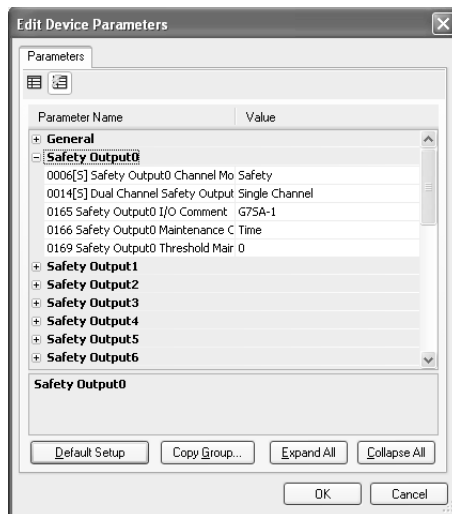 Edit Device Parameters
Parameters
Parameter Name Value
General
Safety Output0
0006[S] Safety Output0 Channel Mo Safety
0014[S] Dual Channel Safety Output Single Channel
0165 Safety Output0 I/O Comment G7SA-1
0166 Safety Output0 Maintenance C Time
0169 Safety Output0 Threshold Mair 0
Safety Output1
Safety Output2
Safety Output3
Safety Output4
Safety Output5
Safety Output6
Safety Output0
Default Setup Copy Group... Expand All Collapse All
OK Cancel